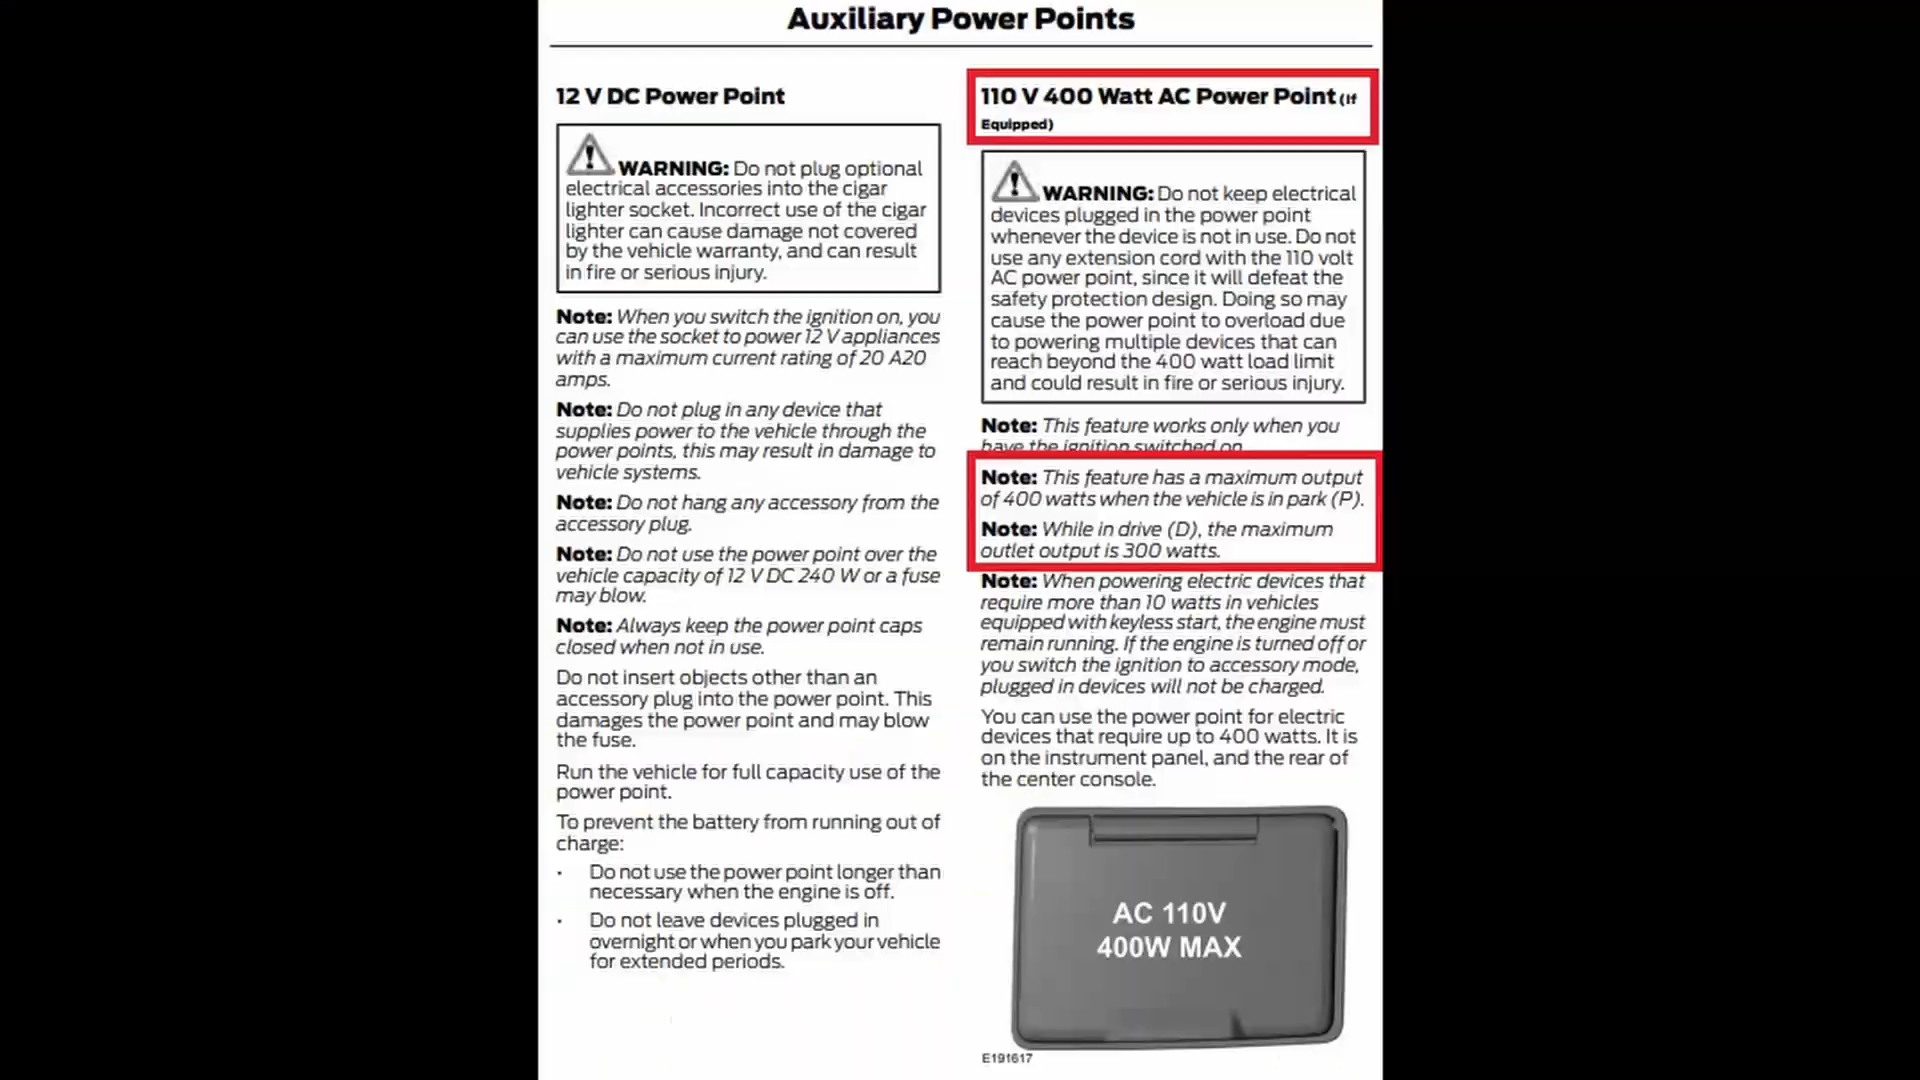 Auxiliary Power Points
12 V DC Power Point
WARNING: Do not plug optional
electrical accessories into the cigar
lighter socket. Incorrect use of the cigar
lighter can cause damage not covered
by the vehicle warranty, and can result
in fire or serious injury.
Note: When you switch the ignition on, you
can use the socket to power 12 V appliances
with a maximum current rating of 20 A20
amps.
Note: Do not plug in any device that
supplies power to the vehicle through the
power points, this may result in damage to
vehicle systems.
Note: Do not hang any accessory from the
accessory plug.
Note: Do not use the power point over the
vehicle capacity of 12 V DC 240 W or a fuse
may blow.
Note: Always keep the power point caps
closed when not in use.
Do not insert objects other than an
accessory plug into the power point. This
damages the power point and may blow
the fuse.
Run the vehicle for full capacity use of the
power point.
To prevent the battery from running out of
charge:
· Do not use the power point longer than
necessary when the engine is off.
· Do not leave devices plugged in
overnight or when you park your vehicle
for extended periods.
110 V 400 Watt AC Power Point (If
Equipped)
WARNING: Do not keep electrical
devices plugged in the power point
whenever the device is not in use. Do not
use any extension cord with the 110 volt
AC power point, since it will defeat the
safety protection design. Doing so may
cause the power point to overload due
to powering multiple devices that can
reach beyond the 400 watt load limit
and could result in fire or serious injury.
Note: This feature works only when you
have the ignition switched on.
Note: This feature has a maximum output
of 400 watts when the vehicle is in park (P).
Note: While in drive (D), the maximum
outlet output is 300 watts.
Note: When powering electric devices that
require more than 10 watts in vehicles
equipped with keyless start, the engine must
remain running. If the engine is turned off or
you switch the ignition to accessory mode,
plugged in devices will not be charged.
You can use the power point for electric
devices that require up to 400 watts. It is
on the instrument panel, and the rear of
the center console.
AC 110V
400W MAX
E191617